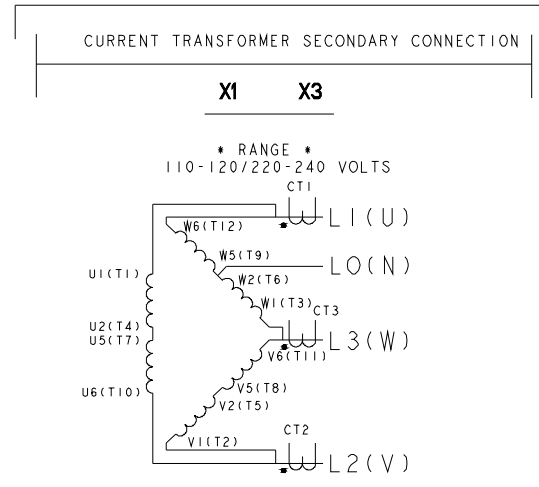 CURRENT TRANSFORMER SECONDARY CONNECTION
X1 X3
* RANGE *
110-120/220-240 VOLTS
CT1
L1(U)
W6(T12)
W5(T9)
L0(N)
U1(T1)
W2(T6)
W1(T3)
CT3
U2(T4)
U5(T7)
L3(W)
V6(T11)
U6(T10)
V5(T8)
V2(T5)
CT2
V1(T2)
L2(V)